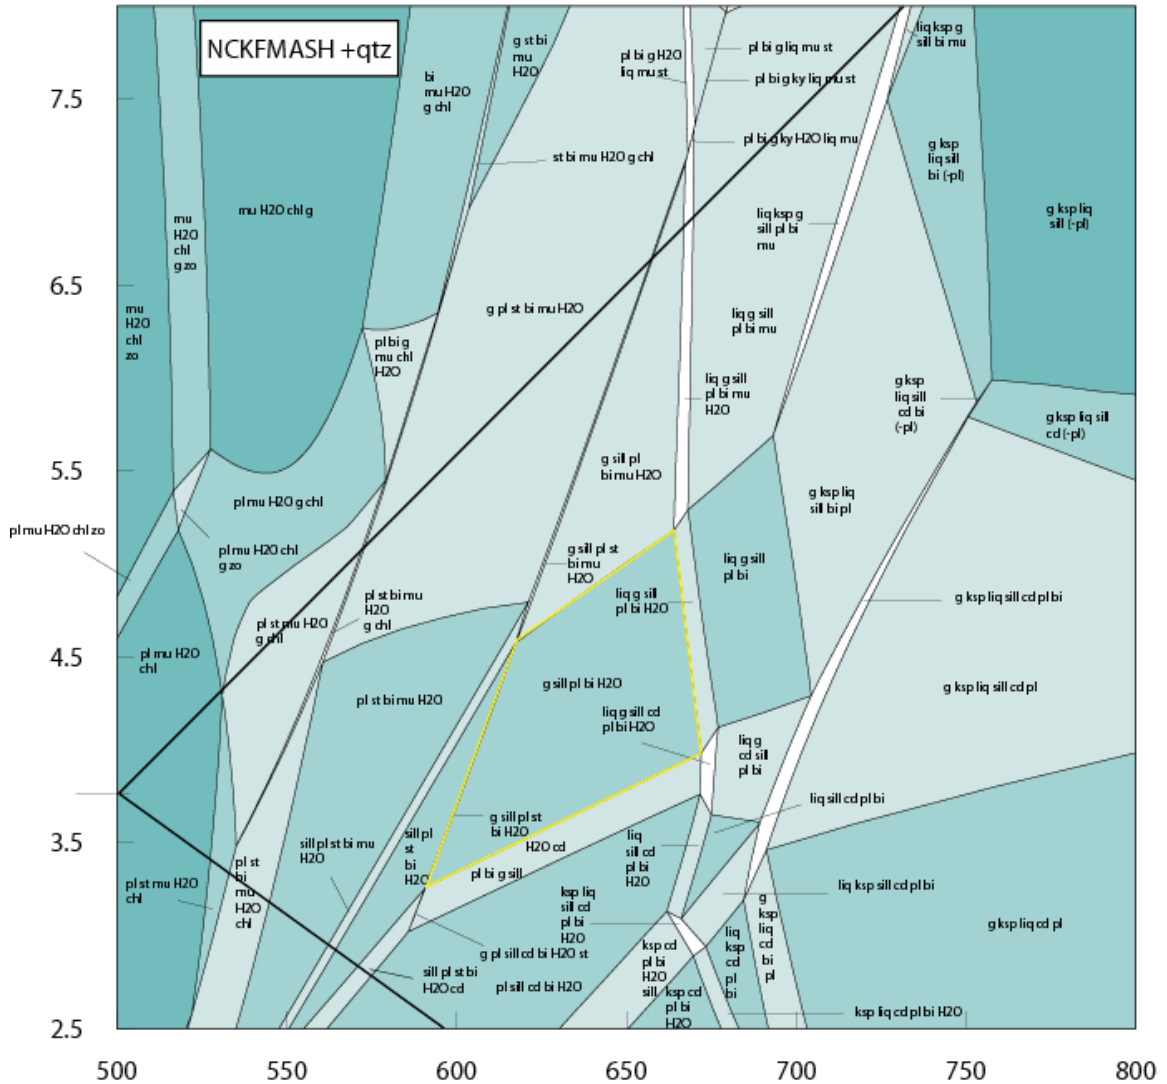 NCKFMASH +qtz
7.5
6.5
5.5
4.5
3.5
2.5
500
550
600
650
700
750
800
g st bi
mu
H2O
bi
mu H2O
g chl
pl bi g H2O
liq mu st
pl bi g liq mu st
pl bi g ky liq mu st
pl bi g ky H2O liq mu
liq ksp g
sill bi mu
st bi mu H2O g chl
g ksp
liq sill
bi (-pl)
mu H2O chl g
mu
H2O
chl
g zo
liq ksp g
sill pl bi
mu
g ksp liq
sill (-pl)
mu
H2O
chl
zo
g pl st bi mu H2O
liq g sill
pl bi mu
pl bi g
mu chl
H2O
liq g sill
pl bi mu
H2O
g ksp
liq sill
cd bi
(-pl)
g ksp liq sill
cd (-pl)
g sill pl
bi mu H2O
g ksp liq
sill bi pl
pl mu H2O g chl
pl mu H2O chl zo
pl mu H2O chl
g zo
g sill pl st
bi mu
H2O
liq g sill
pl bi
liq g sill
pl bi H2O
pl st bi mu
H2O
g chl
g ksp liq sill cd pl bi
pl st mu H2O
g chl
pl mu H2O
chl
pl st bi mu H2O
g sill pl bi H2O
g ksp liq sill cd pl
liq g sill cd
pl bi H2O
liq g
cd sill
pl bi
liq sill cd pl bi
g sill pl st
bi H2O
H2O cd
pl bi g sill
sill pl st bi mu
H2O
sill pl
st
bi
H2O
liq
sill cd
pl bi
H2O
pl st mu H2O
chl
pl st
bi
mu
H2O
chl
ksp liq
sill cd
pl bi
H2O
liq ksp sill cd pl bi
g
ksp
liq
cd
bi
pl
g ksp liq cd pl
g pl sill cd bi H2O st
sill pl st bi
H2O cd
pl sill cd bi H2O
ksp cd
pl bi
H2O
sill
liq
ksp
cd
pl
bi
ksp cd
pl bi
H2O
ksp liq cd pl bi H2O